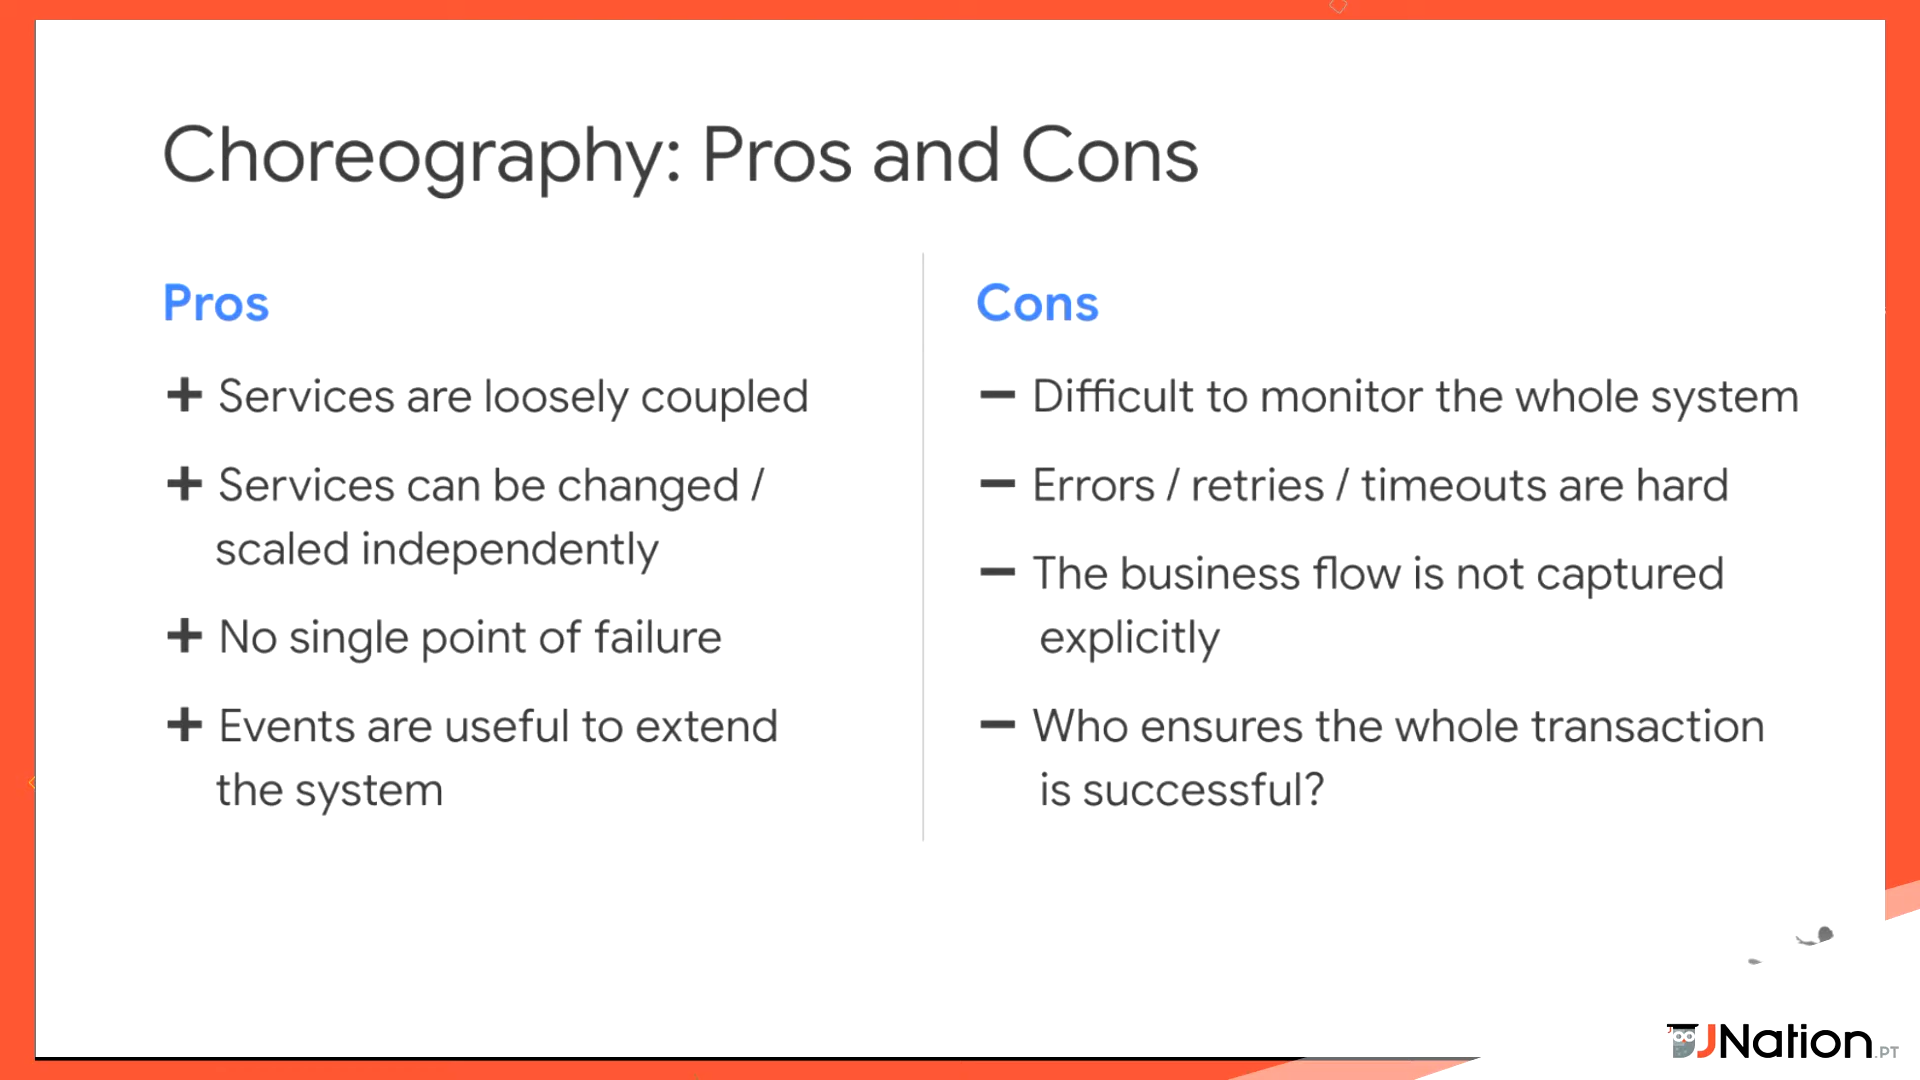 Choreography: Pros and Cons
Pros
+ Services are loosely coupled
+ Services can be changed /
scaled independently
+ No single point of failure
+ Events are useful to extend
the system
Cons
− Difficult to monitor the whole system
− Errors / retries / timeouts are hard
− The business flow is not captured
explicitly
− Who ensures the whole transaction
is successful?
JNation.PT